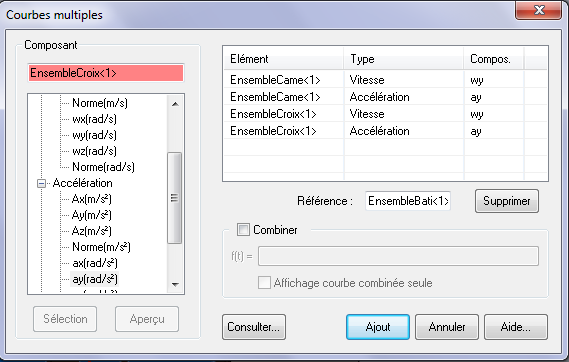 Courbes multiples
Composant
EnsembleCroix<1>
Norme(m/s)
wx(rad/s)
wy(rad/s)
wz(rad/s)
Norme(rad/s)
Accélération
Ax(m/s²)
Ay(m/s²)
Az(m/s²)
Norme(m/s²)
ax(rad/s²)
ay(rad/s²)
Sélection
Aperçu
Elément Type Compos.
EnsembleCame<1> Vitesse wy
EnsembleCame<1> Accélération ay
EnsembleCroix<1> Vitesse wy
EnsembleCroix<1> Accélération ay
Référence : EnsembleBati<1> Supprimer
Combiner
f(t) =
Affichage courbe combinée seule
Consulter... Ajout Annuler Aide...